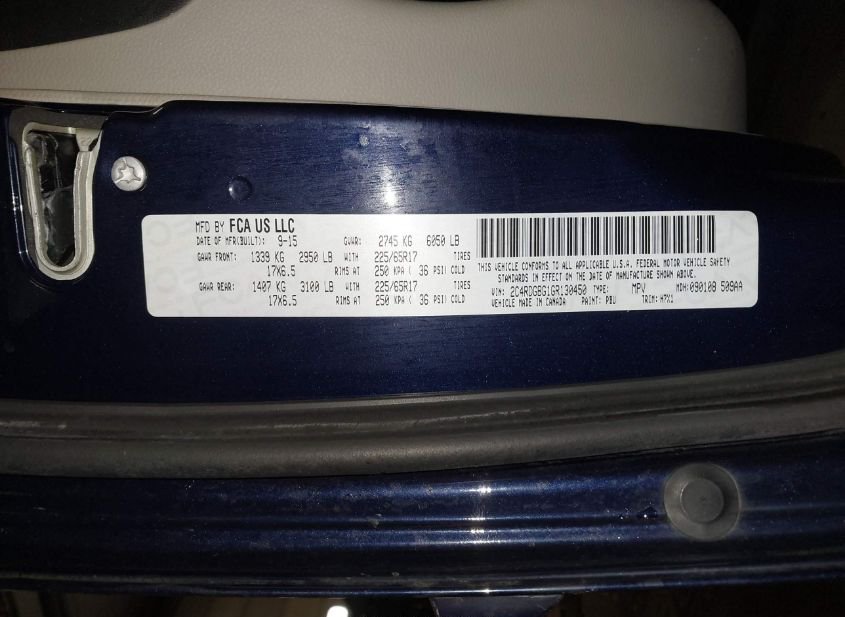 MFD BY FCA US LLC
DATE OF MFR(BUILT): 9-15 GVWR: 2745 KG 6050 LB
GAWR FRONT: 1339 KG 2950 LB WITH 225/65R17 TIRES
17X6.5 RIMS AT 250 KPA ( 36 PSI) COLD
GAWR REAR: 1407 KG 3100 LB WITH 225/65R17 TIRES
17X6.5 RIMS AT 250 KPA ( 36 PSI) COLD
THIS VEHICLE CONFORMS TO ALL APPLICABLE U.S.A. FEDERAL MOTOR VEHICLE SAFETY
STANDARDS IN EFFECT ON THE DATE OF MANUFACTURE SHOWN ABOVE.
VIN: 2C4RDGBG1GR130450 TYPE: MPV MDH: 090108 509AA
VEHICLE MADE IN CANADA PAINT: PBU TRIM: H7X1